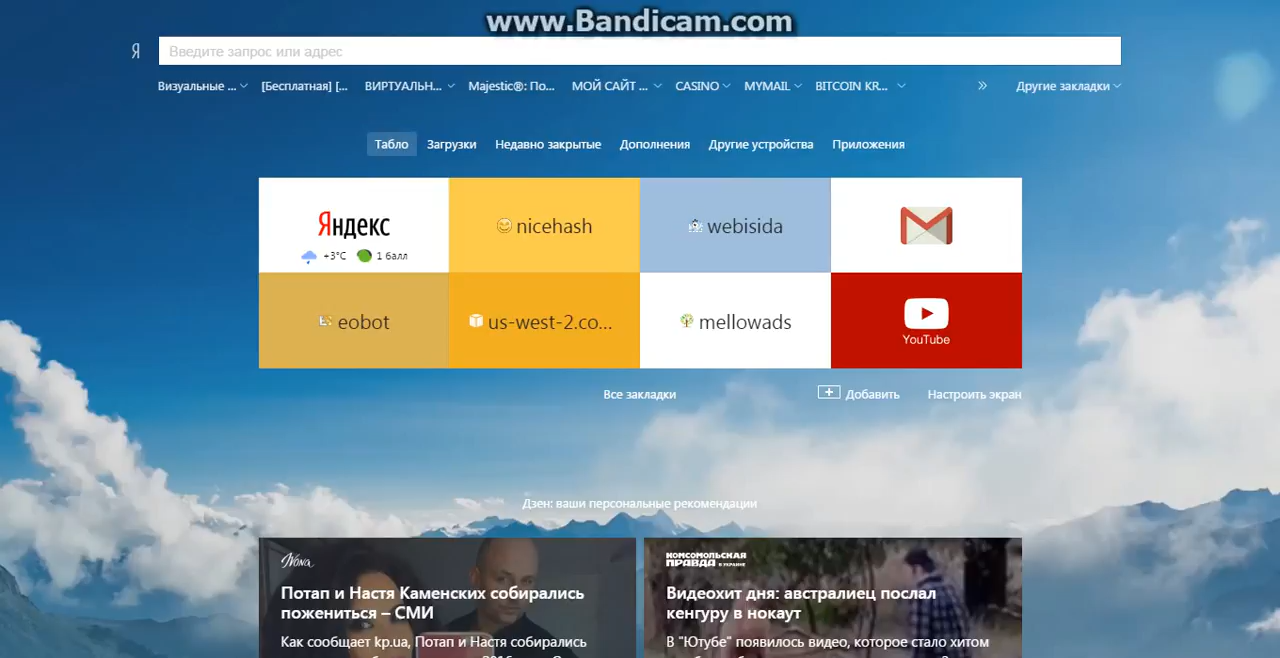 www.Bandicam.com
Я Введите запрос или адрес
Визуальные ... [Бесплатная] [... ВИРТУАЛЬН... Majestic®: По... МОЙ САЙТ ... CASINO MYMAIL BITCOIN KR... » Другие закладки
Табло Загрузки Недавно закрытые Дополнения Другие устройства Приложения
Яндекс
+3°C 1 балл
nicehash
webisida
eobot
us-west-2.co...
mellowads
YouTube
Все закладки Добавить Настроить экран
Дзен: ваши персональные рекомендации
Ivona
Потап и Настя Каменских собирались
пожениться – СМИ
Как сообщает kp.ua, Потап и Настя собирались
КОМСОМОЛЬСКАЯ
ПРАВДА В УКРАИНЕ
Видеохит дня: австралиец послал
кенгуру в нокаут
В "Ютубе" появилось видео, которое стало хитом